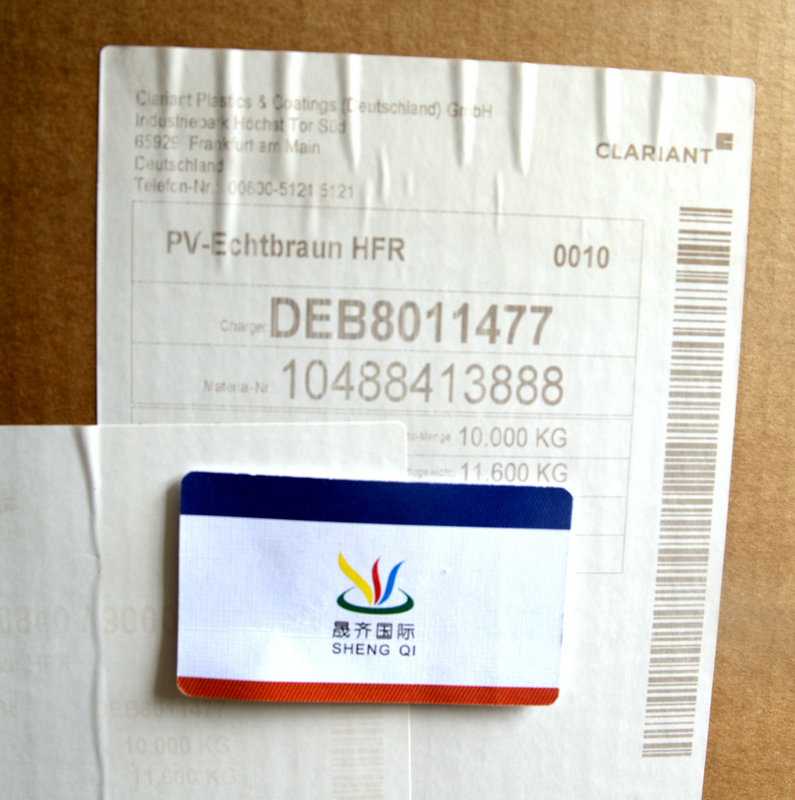 Clariant Plastics & Coatings (Deutschland) GmbH
Industriepark Höchst Tor Süd
65929 Frankfurt am Main
Deutschland
Telefon-Nr.: 00800-5121 5121
CLARIANT
PV-Echtbraun HFR 0010
Charge: DEB8011477
Material-Nr.: 10488413888
10.000 KG
11,600 KG
晟齐国际
SHENG QI
DEB8011477
10.000 KG
11,600 KG